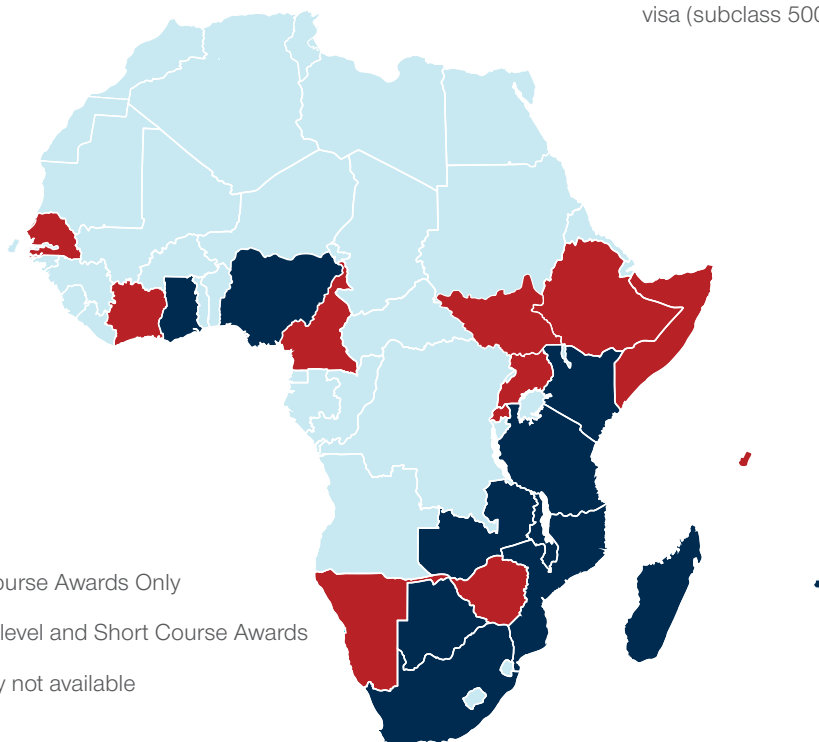 visa (subclass 500
ourse Awards Only
level and Short Course Awards
y not available